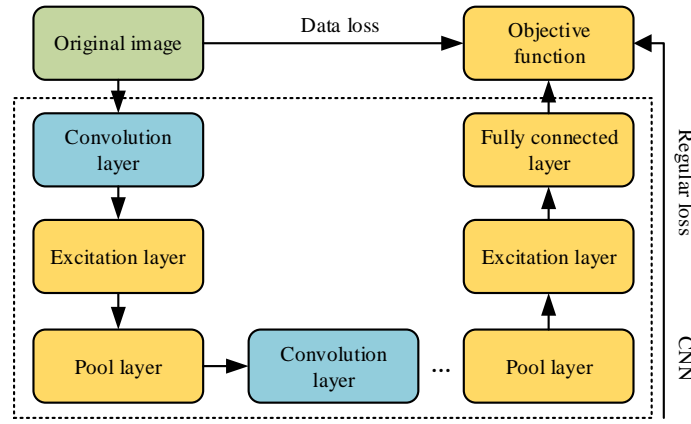 Original image
Data loss
Objective
function
Convolution
layer
Fully connected
layer
Regular loss
Excitation layer
Excitation layer
Pool layer
Convolution
layer
...
Pool layer
CNN